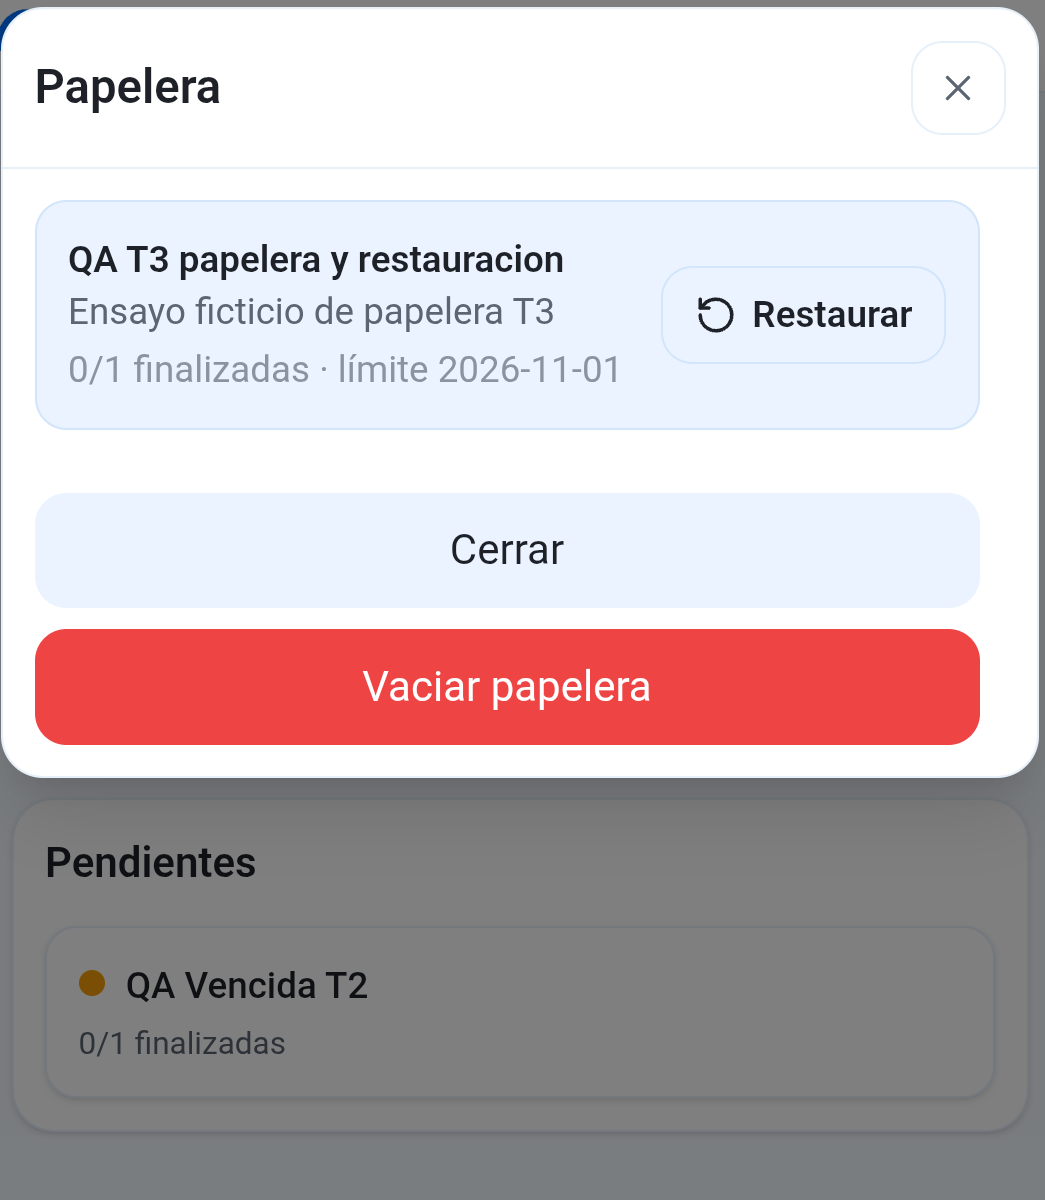 Papelera
QA T3 papelera y restauracion
Ensayo ficticio de papelera T3
0/1 finalizadas · límite 2026-11-01
Restaurar
Cerrar
Vaciar papelera
Pendientes
QA Vencida T2
0/1 finalizadas